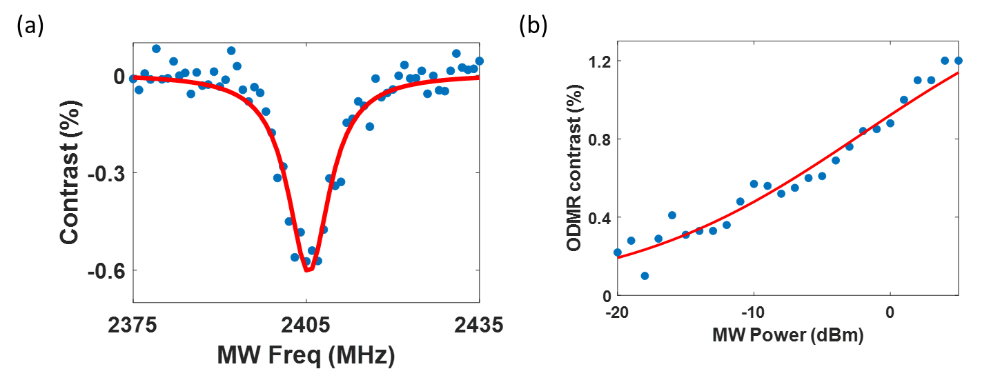 (a)
0
-0.3
-0.6
Contrast (%)
2375
2405
2435
MW Freq (MHz)
(b)
1.2
0.8
0.4
0
ODMR contrast (%)
-20
-10
0
MW Power (dBm)